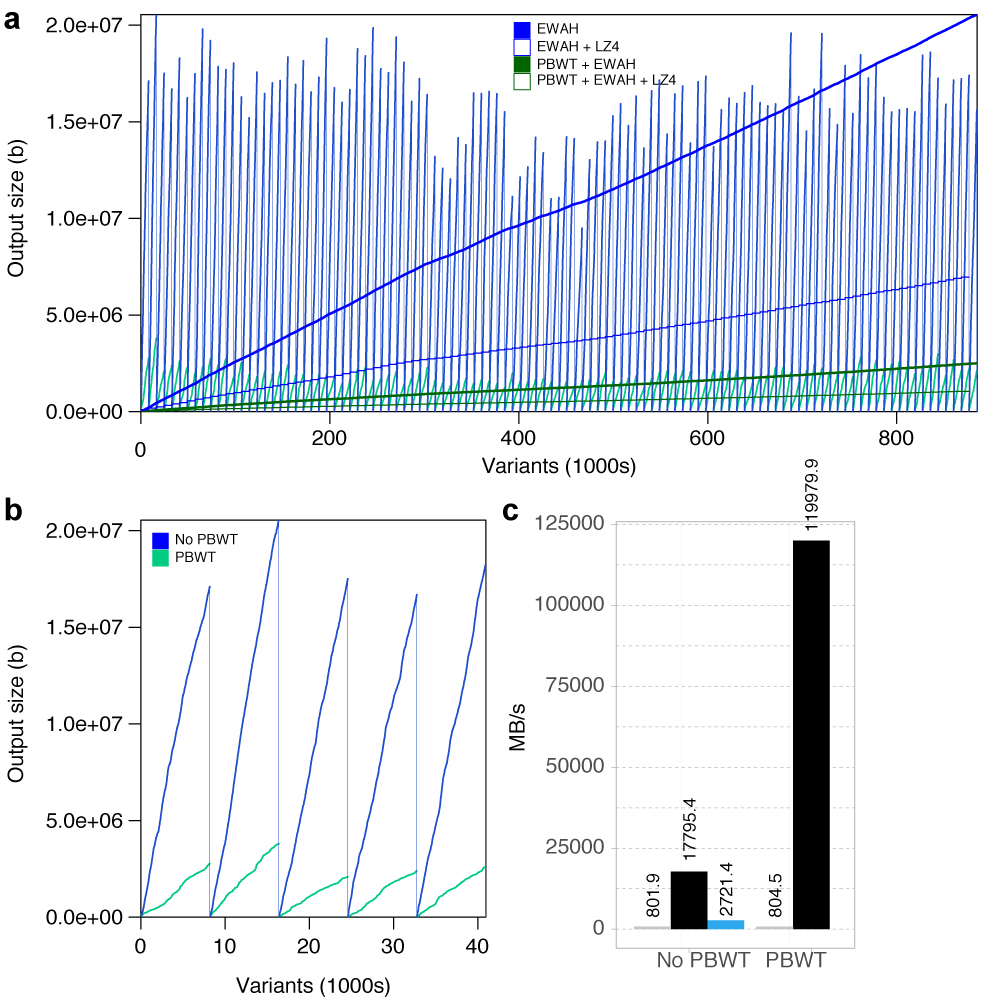 a
Output size (b)
2.0e+07
1.5e+07
1.0e+07
5.0e+06
0.0e+00
EWAH
EWAH + LZ4
PBWT + EWAH
PBWT + EWAH + LZ4
0
200
400
600
800
Variants (1000s)
b
Output size (b)
2.0e+07
1.5e+07
1.0e+07
5.0e+06
0.0e+00
No PBWT
PBWT
0
10
20
30
40
Variants (1000s)
c
MB/s
125000
100000
75000
50000
25000
0
801.9
17795.4
2721.4
804.5
119979.9
No PBWT
PBWT